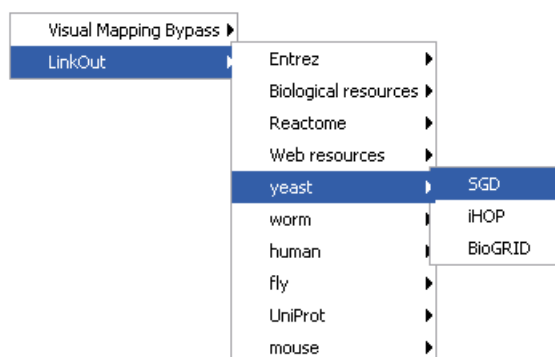 Visual Mapping Bypass
LinkOut
Entrez
Biological resources
Reactome
Web resources
yeast
worm
human
fly
UniProt
mouse
SGD
iHOP
BioGRID